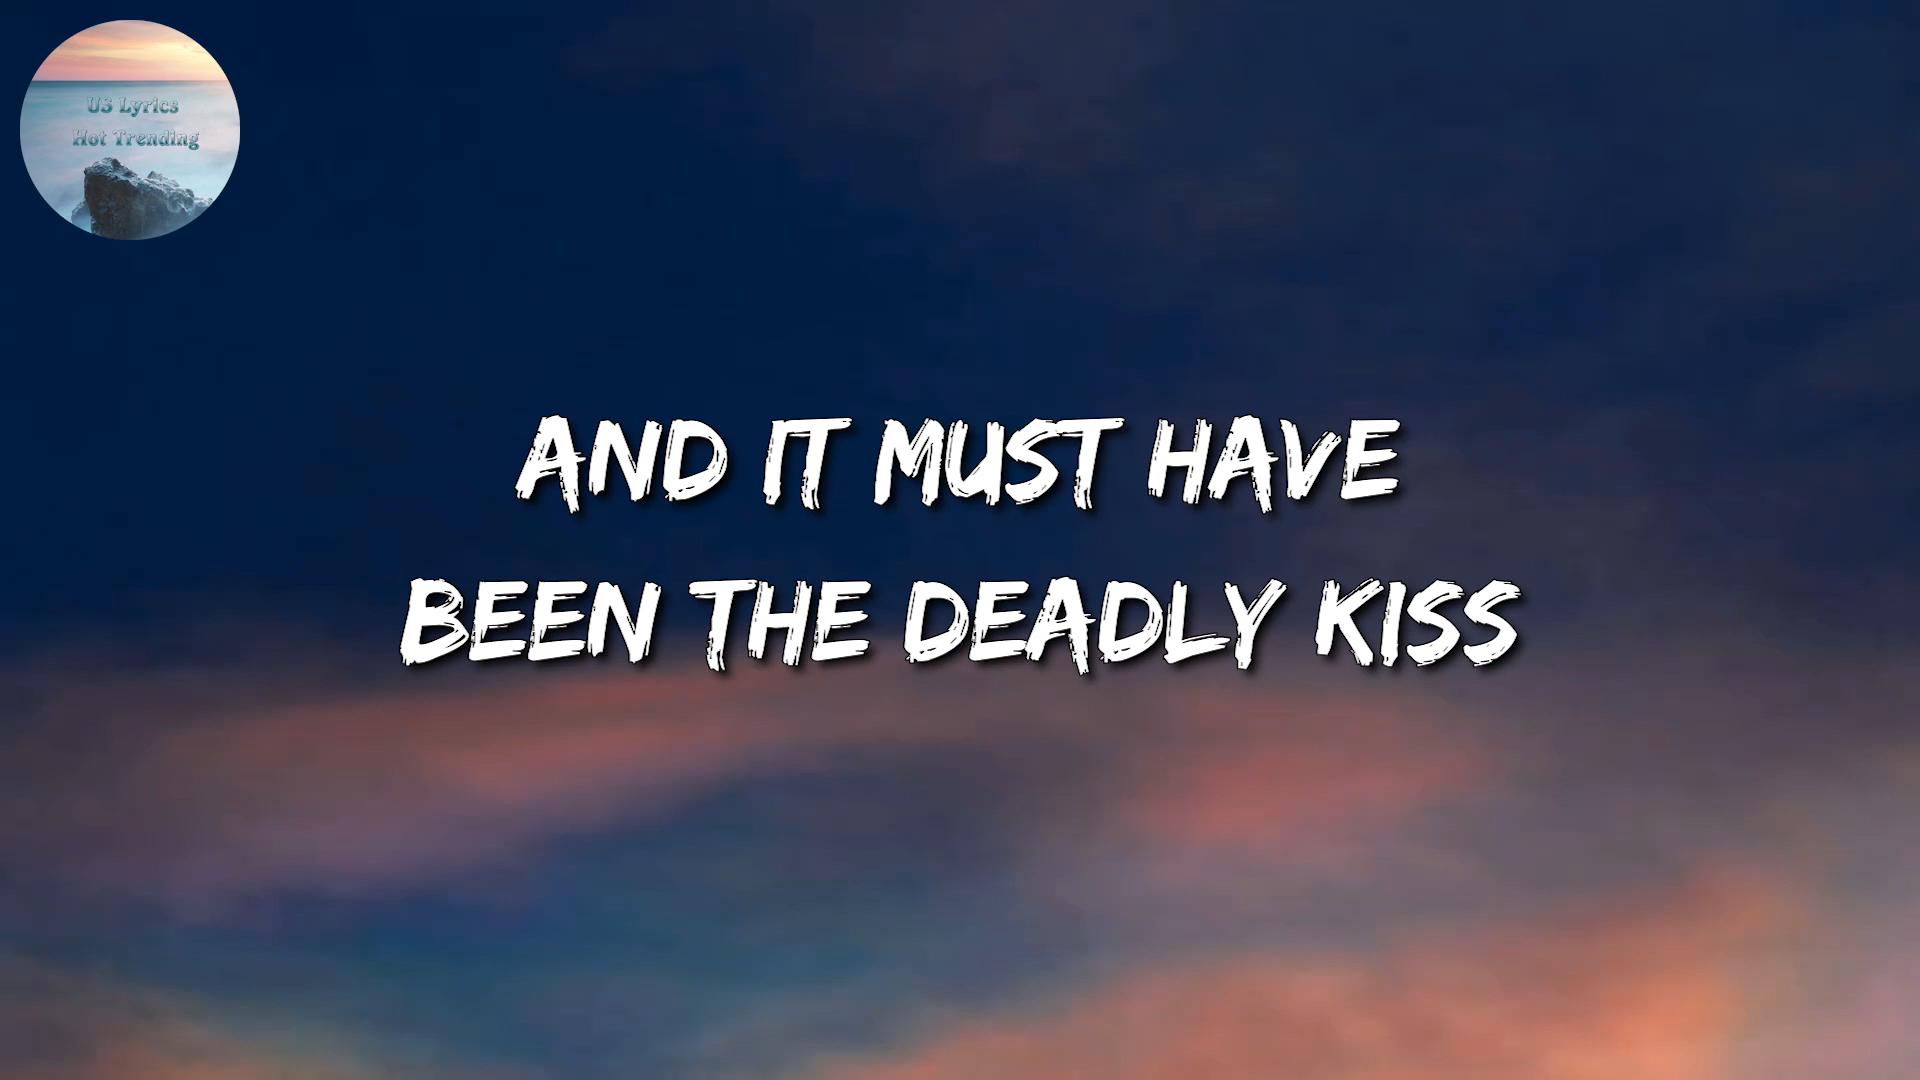 US Lyrics
Hot Trending
AND IT MUST HAVE
BEEN THE DEADLY KISS